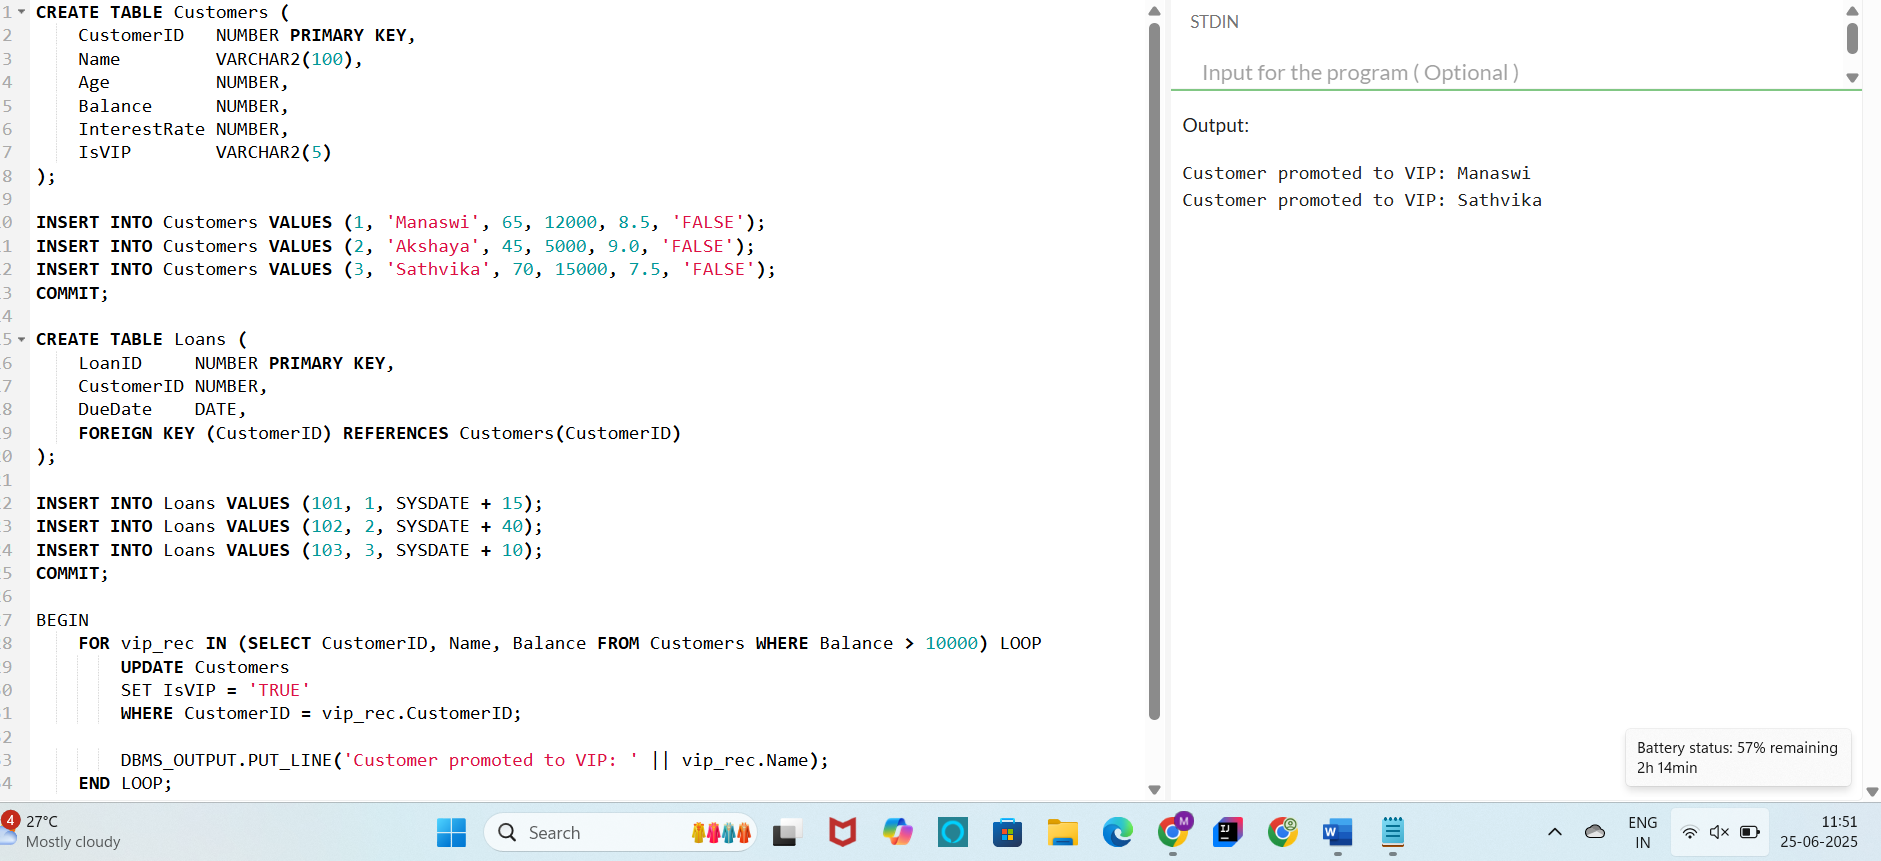 1 CREATE TABLE Customers (
2 CustomerID NUMBER PRIMARY KEY,
3 Name VARCHAR2(100),
4 Age NUMBER,
5 Balance NUMBER,
6 InterestRate NUMBER,
7 IsVIP VARCHAR2(5)
8 );
9
0 INSERT INTO Customers VALUES (1, 'Manaswi', 65, 12000, 8.5, 'FALSE');
1 INSERT INTO Customers VALUES (2, 'Akshaya', 45, 5000, 9.0, 'FALSE');
2 INSERT INTO Customers VALUES (3, 'Sathvika', 70, 15000, 7.5, 'FALSE');
3 COMMIT;
4
5 CREATE TABLE Loans (
6 LoanID NUMBER PRIMARY KEY,
7 CustomerID NUMBER,
8 DueDate DATE,
9 FOREIGN KEY (CustomerID) REFERENCES Customers(CustomerID)
0 );
1
2 INSERT INTO Loans VALUES (101, 1, SYSDATE + 15);
3 INSERT INTO Loans VALUES (102, 2, SYSDATE + 40);
4 INSERT INTO Loans VALUES (103, 3, SYSDATE + 10);
5 COMMIT;
6
7 BEGIN
8 FOR vip_rec IN (SELECT CustomerID, Name, Balance FROM Customers WHERE Balance > 10000) LOOP
9 UPDATE Customers
0 SET IsVIP = 'TRUE'
1 WHERE CustomerID = vip_rec.CustomerID;
2
3 DBMS_OUTPUT.PUT_LINE('Customer promoted to VIP: ' || vip_rec.Name);
4 END LOOP;
STDIN
Input for the program ( Optional )
Output:
Customer promoted to VIP: Manaswi
Customer promoted to VIP: Sathvika
Battery status: 57% remaining
2h 14min
4
27°C
Mostly cloudy
Search
M
IJ
W
ENG
IN
11:51
25-06-2025